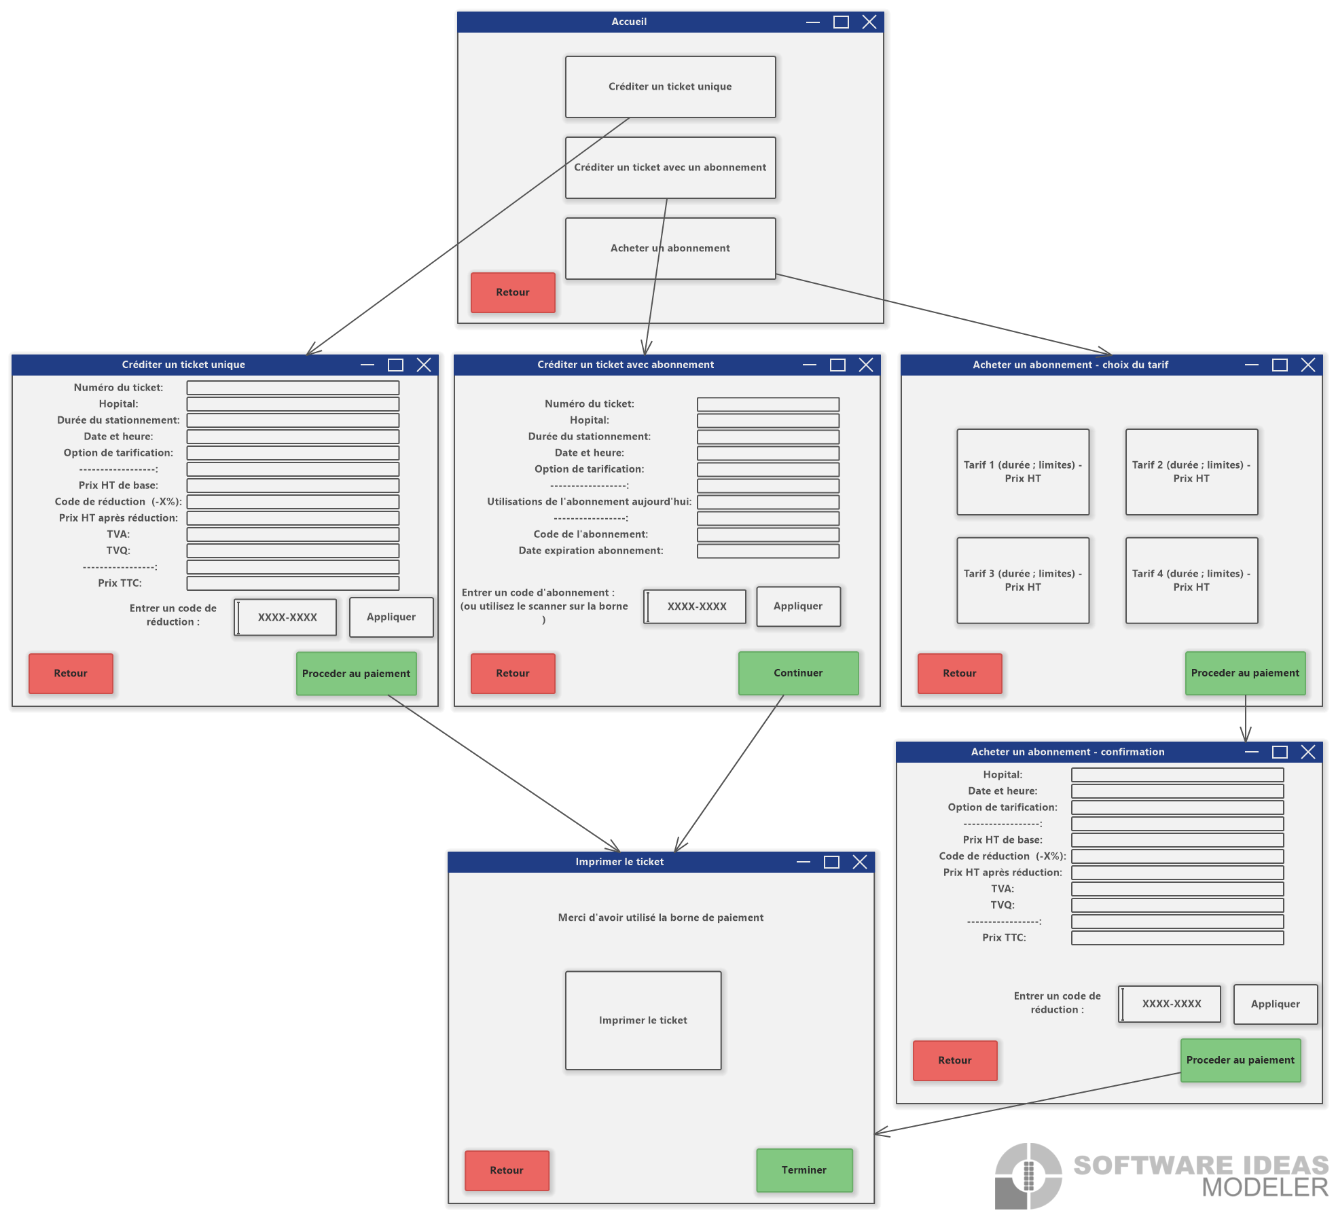 Accueil
Créditer un ticket unique
Créditer un ticket avec un abonnement
Acheter un abonnement
Retour
Créditer un ticket unique
Numéro du ticket:
Hopital:
Durée du stationnement:
Date et heure:
Option de tarification:
------------------:
Prix HT de base:
Code de réduction (-X%):
Prix HT après réduction:
TVA:
TVQ:
-----------------:
Prix TTC:
Entrer un code de
réduction :
XXXX-XXXX
Appliquer
Retour
Proceder au paiement
Créditer un ticket avec abonnement
Numéro du ticket:
Hopital:
Durée du stationnement:
Date et heure:
Option de tarification:
------------------:
Utilisations de l'abonnement aujourd'hui:
-----------------:
Code de l'abonnement:
Date expiration abonnement:
Entrer un code d'abonnement :
(ou utilisez le scanner sur la borne
)
XXXX-XXXX
Appliquer
Retour
Continuer
Acheter un abonnement - choix du tarif
Tarif 1 (durée ; limites) -
Prix HT
Tarif 2 (durée ; limites) -
Prix HT
Tarif 3 (durée ; limites) -
Prix HT
Tarif 4 (durée ; limites) -
Prix HT
Retour
Proceder au paiement
Acheter un abonnement - confirmation
Hopital:
Date et heure:
Option de tarification:
------------------:
Prix HT de base:
Code de réduction (-X%):
Prix HT après réduction:
TVA:
TVQ:
-----------------:
Prix TTC:
Entrer un code de
réduction :
XXXX-XXXX
Appliquer
Retour
Proceder au paiement
Imprimer le ticket
Merci d'avoir utilisé la borne de paiement
Imprimer le ticket
Retour
Terminer
SOFTWARE IDEAS
MODELER